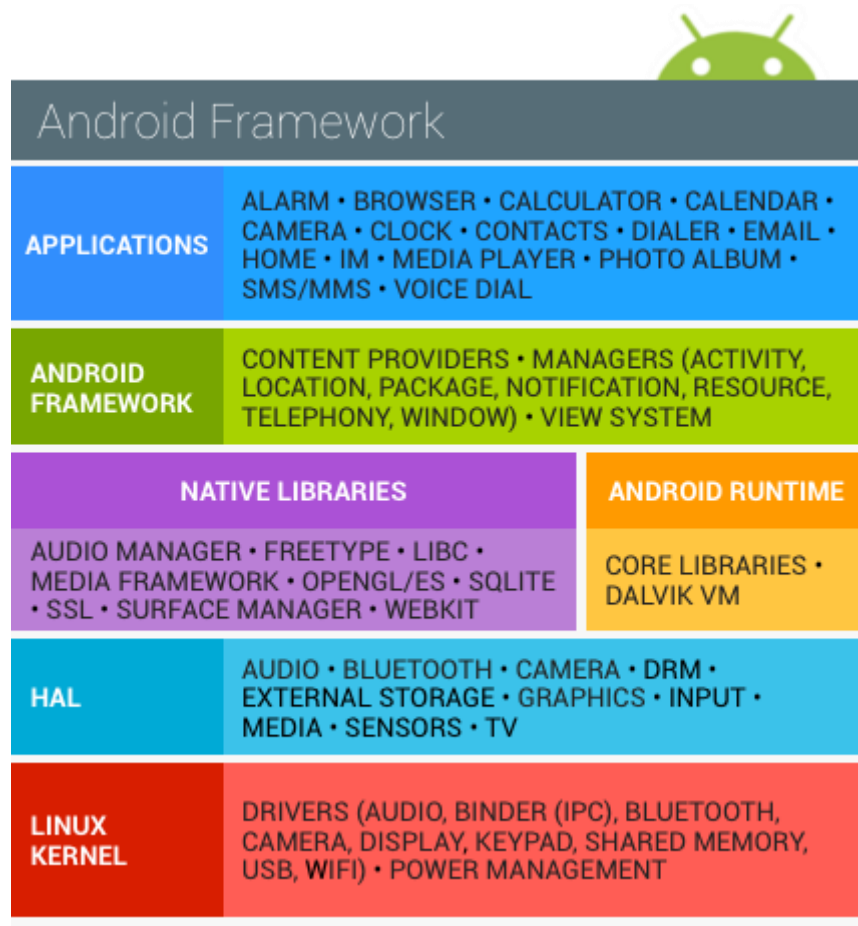 Android Framework
APPLICATIONS
ALARM • BROWSER • CALCULATOR • CALENDAR •
CAMERA • CLOCK • CONTACTS • DIALER • EMAIL •
HOME • IM • MEDIA PLAYER • PHOTO ALBUM •
SMS/MMS • VOICE DIAL
ANDROID
FRAMEWORK
CONTENT PROVIDERS • MANAGERS (ACTIVITY,
LOCATION, PACKAGE, NOTIFICATION, RESOURCE,
TELEPHONY, WINDOW) • VIEW SYSTEM
NATIVE LIBRARIES
AUDIO MANAGER • FREETYPE • LIBC •
MEDIA FRAMEWORK • OPENGL/ES • SQLITE
• SSL • SURFACE MANAGER • WEBKIT
ANDROID RUNTIME
CORE LIBRARIES •
DALVIK VM
HAL
AUDIO • BLUETOOTH • CAMERA • DRM •
EXTERNAL STORAGE • GRAPHICS • INPUT •
MEDIA • SENSORS • TV
LINUX
KERNEL
DRIVERS (AUDIO, BINDER (IPC), BLUETOOTH,
CAMERA, DISPLAY, KEYPAD, SHARED MEMORY,
USB, WIFI) • POWER MANAGEMENT